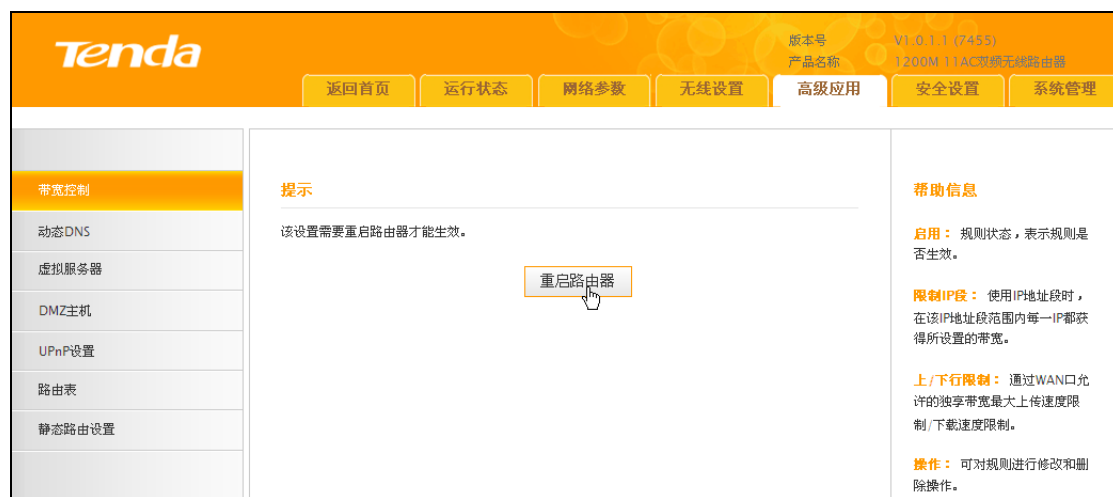 Tenda
版本号 V1.0.1.1 (7455)
产品名称 1200M 11AC双频无线路由器
返回首页 运行状态 网络参数 无线设置 高级应用 安全设置 系统管理
带宽控制
动态DNS
虚拟服务器
DMZ主机
UPnP设置
路由表
静态路由设置
提示
该设置需要重启路由器才能生效。
重启路由器
帮助信息
启用： 规则状态，表示规则是
否生效。
限制IP段： 使用IP地址段时，
在该IP地址段范围内每一IP都获
得所设置的带宽。
上/下行限制： 通过WAN口允
许的独享带宽最大上传速度限
制/下载速度限制。
操作： 可对规则进行修改和删
除操作。